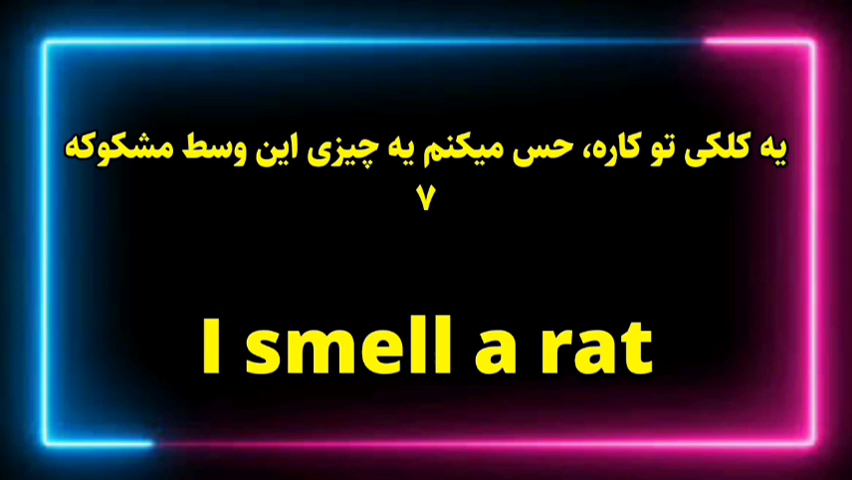 یه کلکی تو کاره، حس میکنم یه چیزی این وسط مشکوکه
۷
I smell a rat